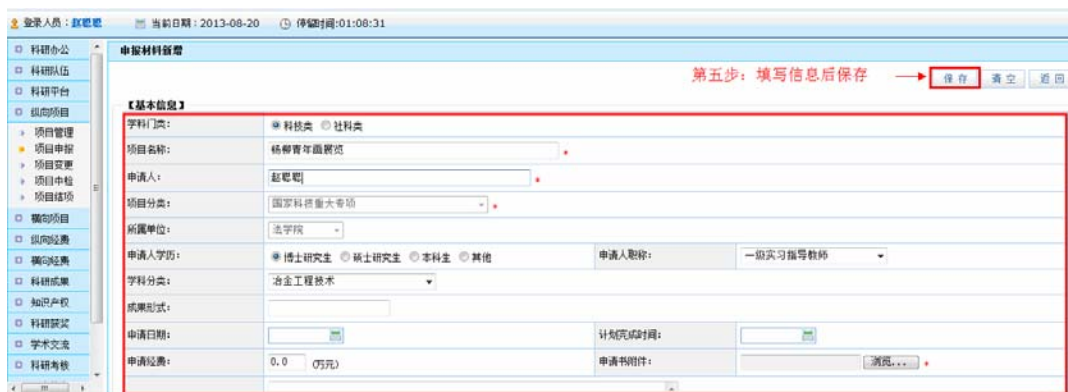 登录人员：赵聪聪 当前日期：2013-08-20 停留时间:01:08:31
科研办公
科研队伍
科研平台
纵向项目
项目管理
项目申报
项目变更
项目中检
项目结项
横向项目
纵向经费
横向经费
科研成果
知识产权
科研获奖
学术交流
科研考核
申报材料新增
第五步：填写信息后保存
保存 清空 返回
【基本信息】
学科门类： 科技类 社科类
项目名称： 杨柳青年画展览 *
申请人： 赵聪聪 *
项目分类： 国家科技重大专项 *
所属单位： 法学院
申请人学历： 博士研究生 硕士研究生 本科生 其他 申请人职称： 一级实习指导教师
学科分类： 冶金工程技术
成果形式：
申请日期： 计划完成时间：
申请经费： 0.0 (万元) 申请书附件： 浏览... *